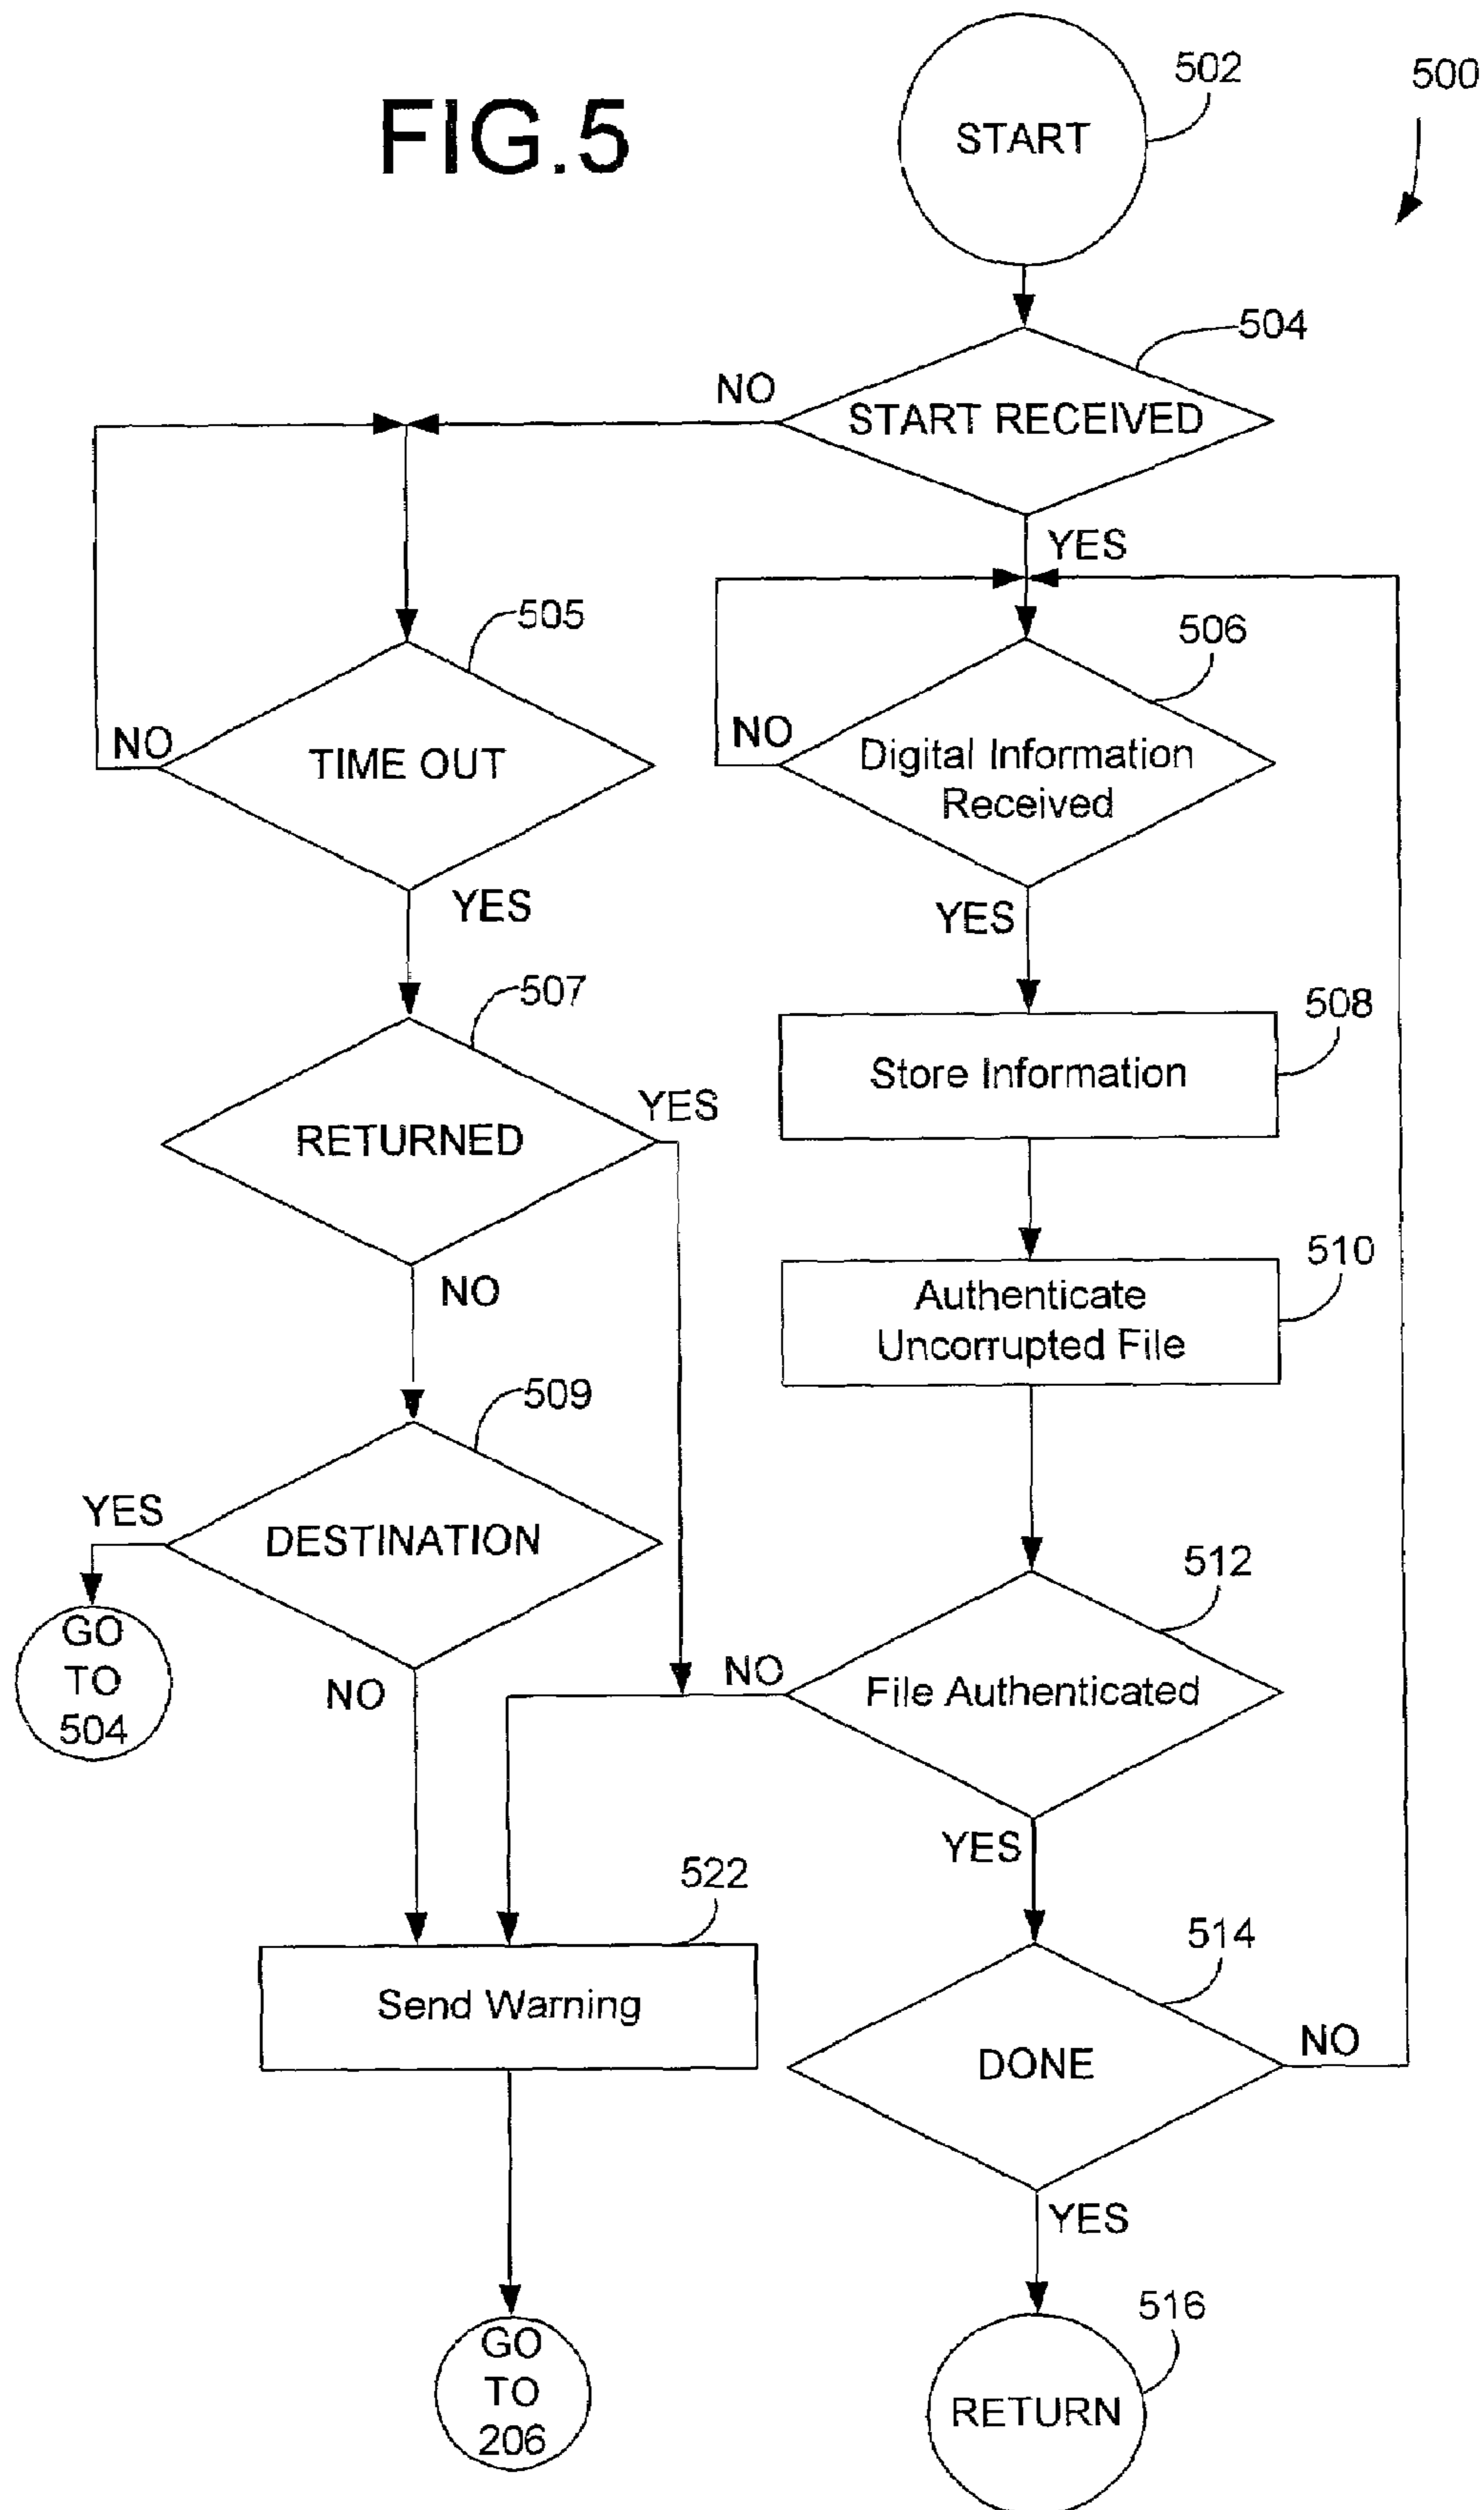 FIG.5
START
502
500
504
NO
START RECEIVED
YES
505
506
NO
TIME OUT
NO
Digital Information
Received
YES
YES
507
508
YES
Store Information
RETURNED
NO
510
Authenticate
Uncorrupted File
509
YES
DESTINATION
512
GO
TO
504
NO
NO
File Authenticated
YES
522
514
Send Warning
NO
DONE
YES
516
GO
TO
206
RETURN